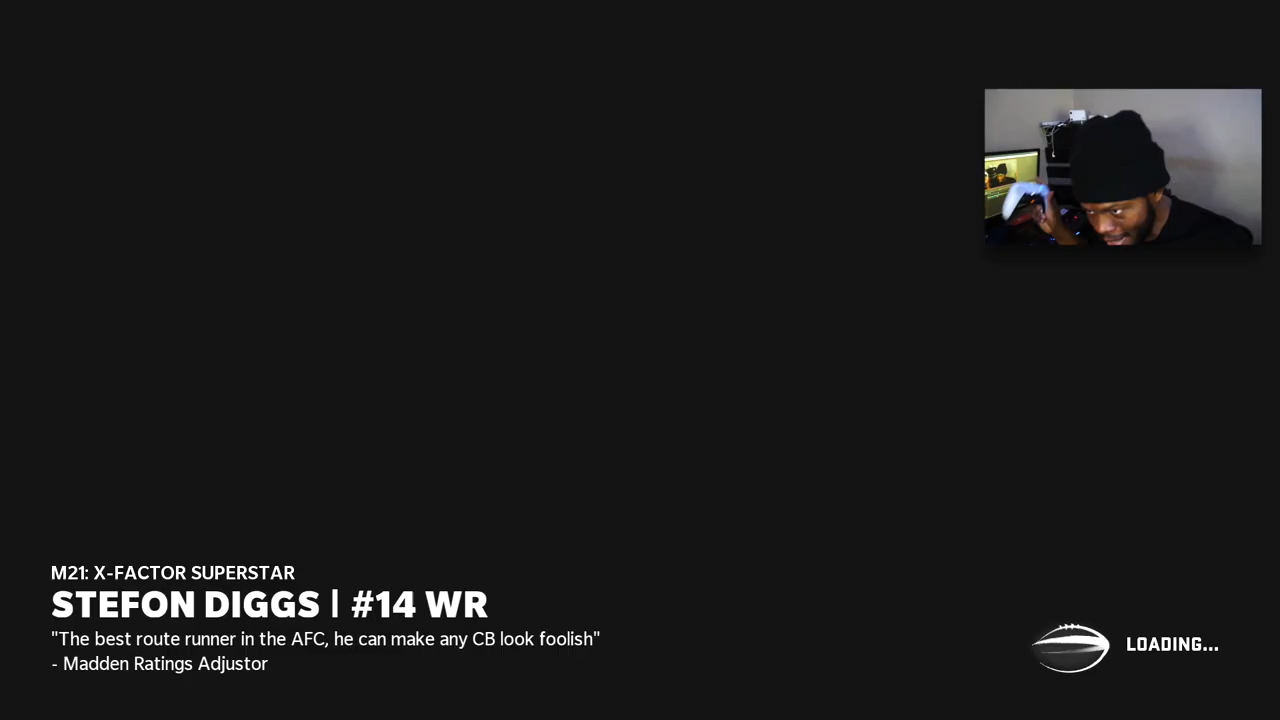 M21: X-FACTOR SUPERSTAR
STEFON DIGGS | #14 WR
"The best route runner in the AFC, he can make any CB look foolish"
- Madden Ratings Adjustor
LOADING...